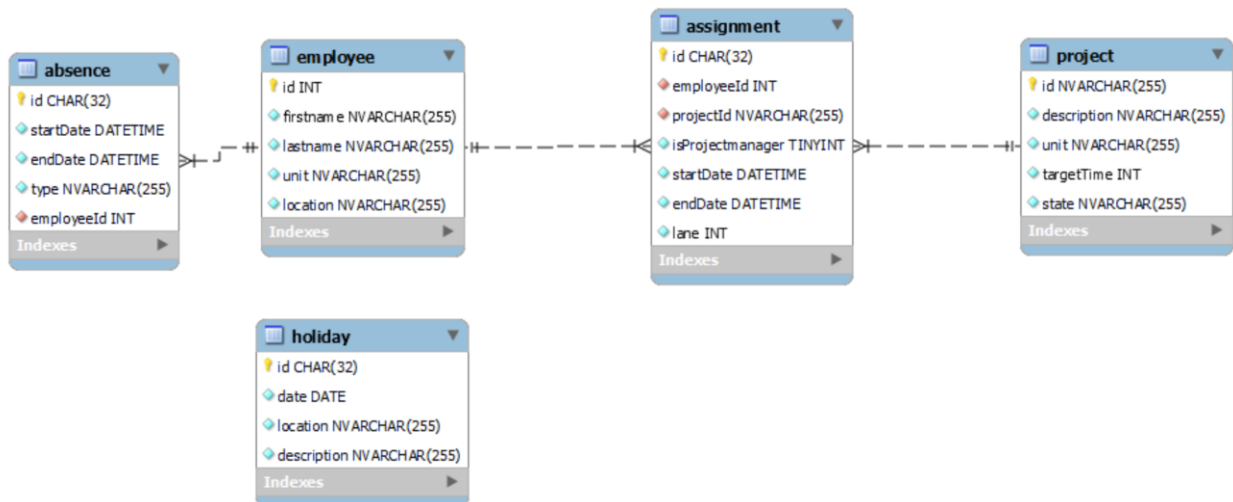 absence
id CHAR(32)
startDate DATETIME
endDate DATETIME
type NVARCHAR(255)
employeeId INT
Indexes
employee
id INT
firstname NVARCHAR(255)
lastname NVARCHAR(255)
unit NVARCHAR(255)
location NVARCHAR(255)
Indexes
assignment
id CHAR(32)
employeeId INT
projectId NVARCHAR(255)
isProjectmanager TINYINT
startDate DATETIME
endDate DATETIME
lane INT
Indexes
project
id NVARCHAR(255)
description NVARCHAR(255)
unit NVARCHAR(255)
targetTime INT
state NVARCHAR(255)
Indexes
holiday
id CHAR(32)
date DATE
location NVARCHAR(255)
description NVARCHAR(255)
Indexes